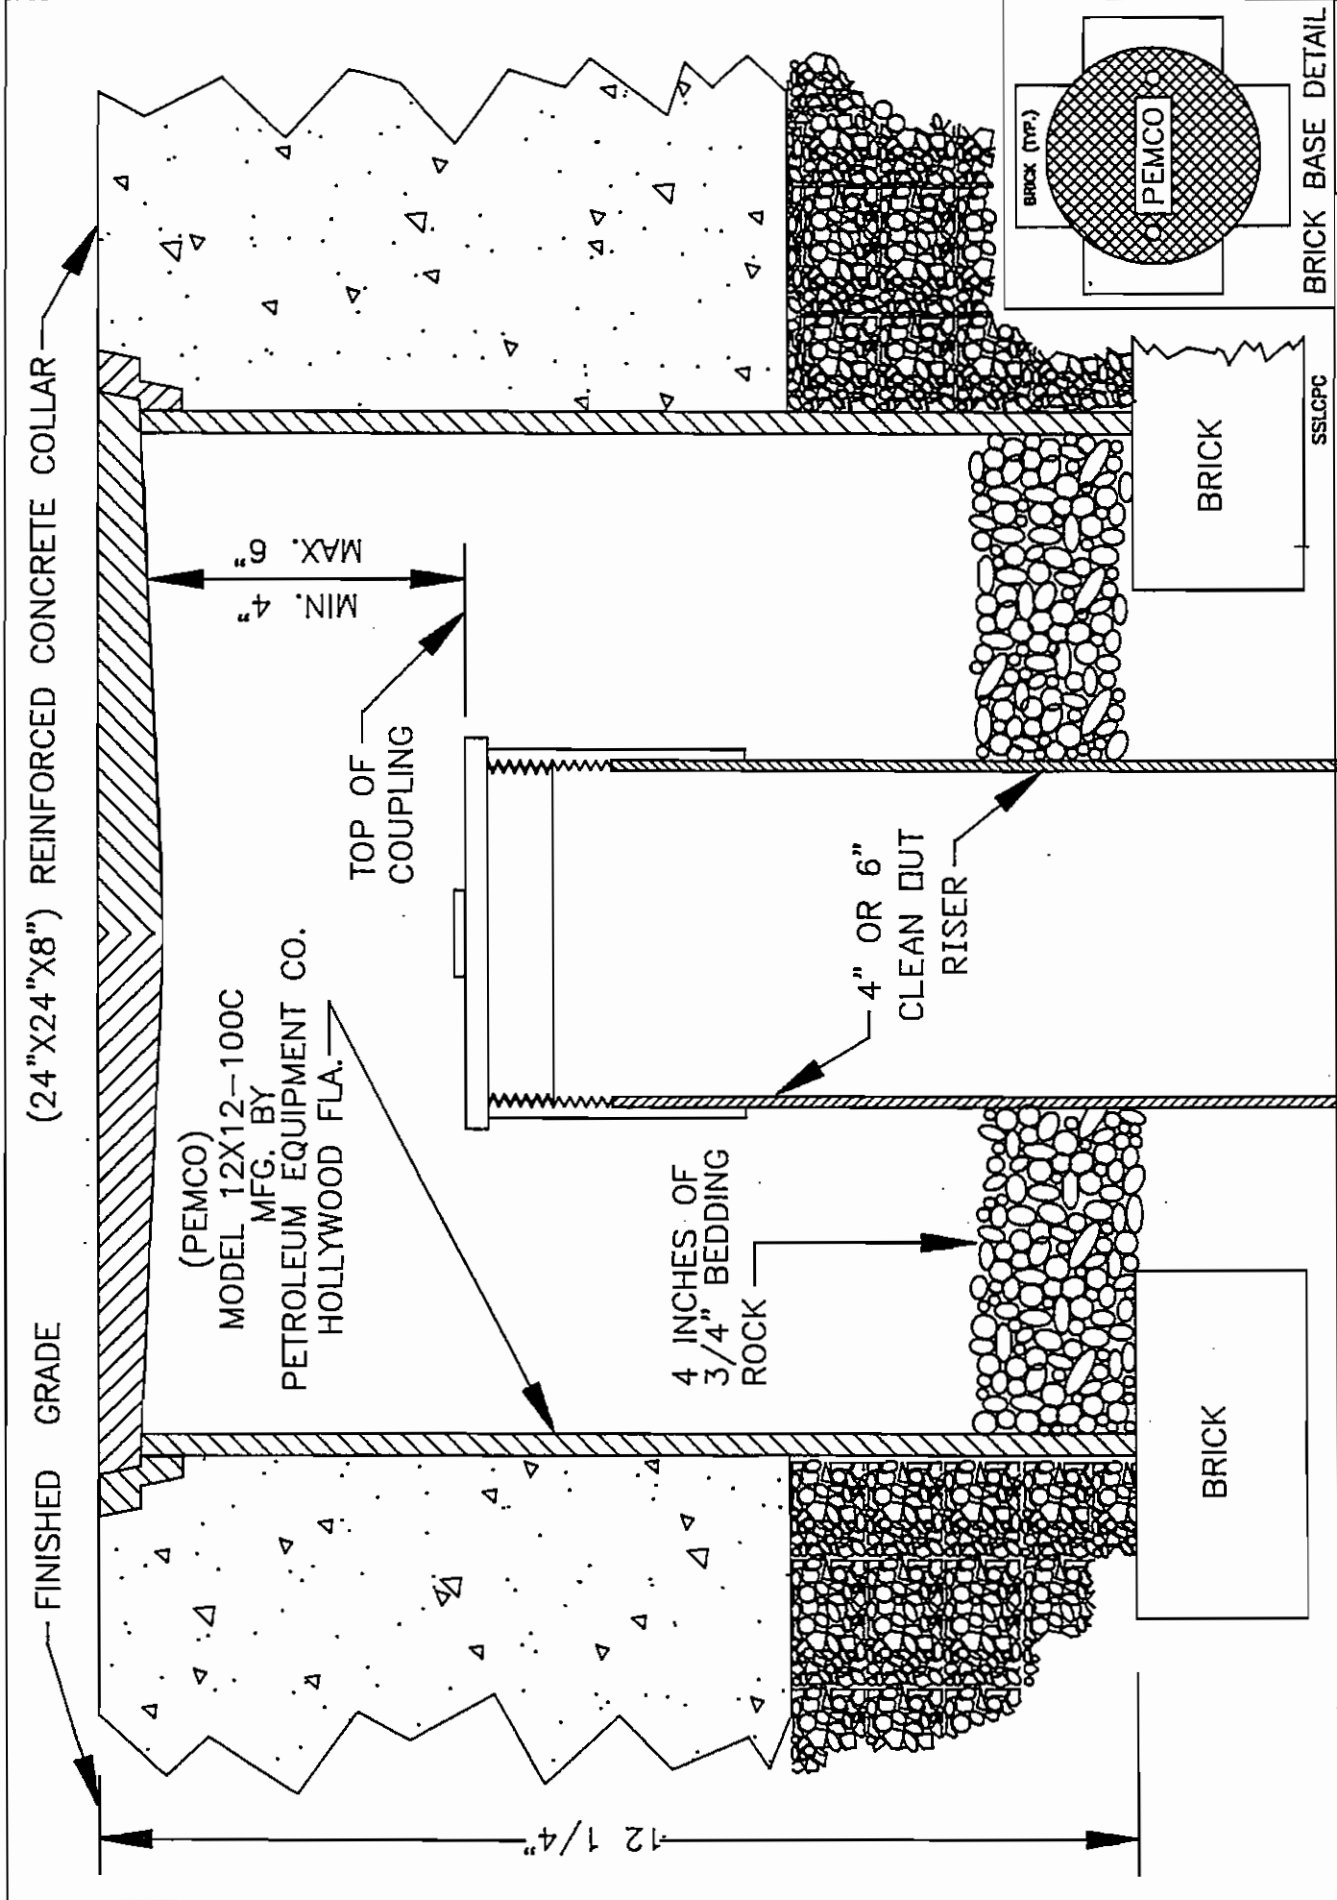 FINISHED GRADE
(24"X24"X8") REINFORCED CONCRETE COLLAR
(PEMCO)
MODEL 12X12-100C
MFG. BY
PETROLEUM EQUIPMENT CO.
HOLLYWOOD FLA.
TOP OF
COUPLING
MIN. 4"
MAX. 6"
12 1/4"
4 INCHES OF
3/4" BEDDING
ROCK
4" OR 6"
CLEAN OUT
RISER
BRICK
BRICK
SSLCPC
BRICK (TYP.)
PEMCO
BRICK BASE DETAIL